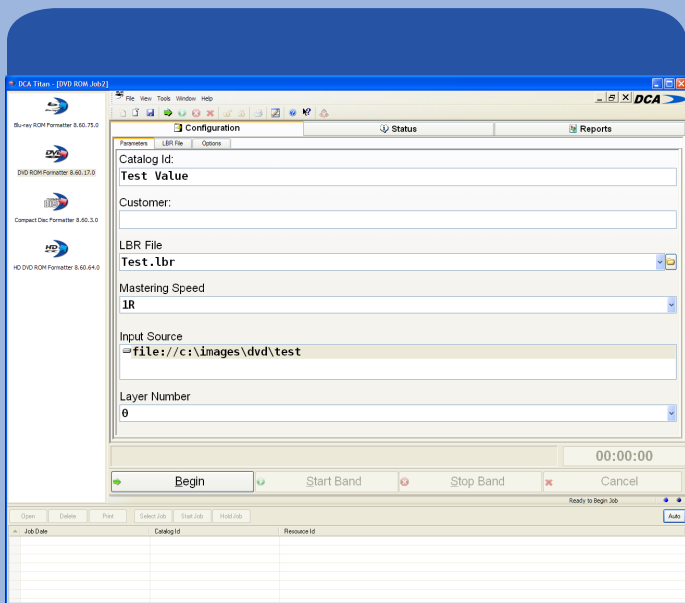 DCA Titan - [DVD ROM Job2]
File View Tools Window Help
DCA
Blu-ray ROM Formatter 8.60.75.0
DVD
DVD ROM Formatter 8.60.17.0
Compact Disc Formatter 8.60.3.0
HD
HD DVD ROM Formatter 8.60.64.0
Configuration Status Reports
Parameters LBR File Options
Catalog Id:
Test Value
Customer:
LBR File
Test.lbr
Mastering Speed
1R
Input Source
file://c:\images\dvd\test
Layer Number
0
00:00:00
Begin Start Band Stop Band Cancel
Ready to Begin Job
Open Delete Print Select Job Start Job Hold Job Auto
Job Date Catalog Id Resource Id